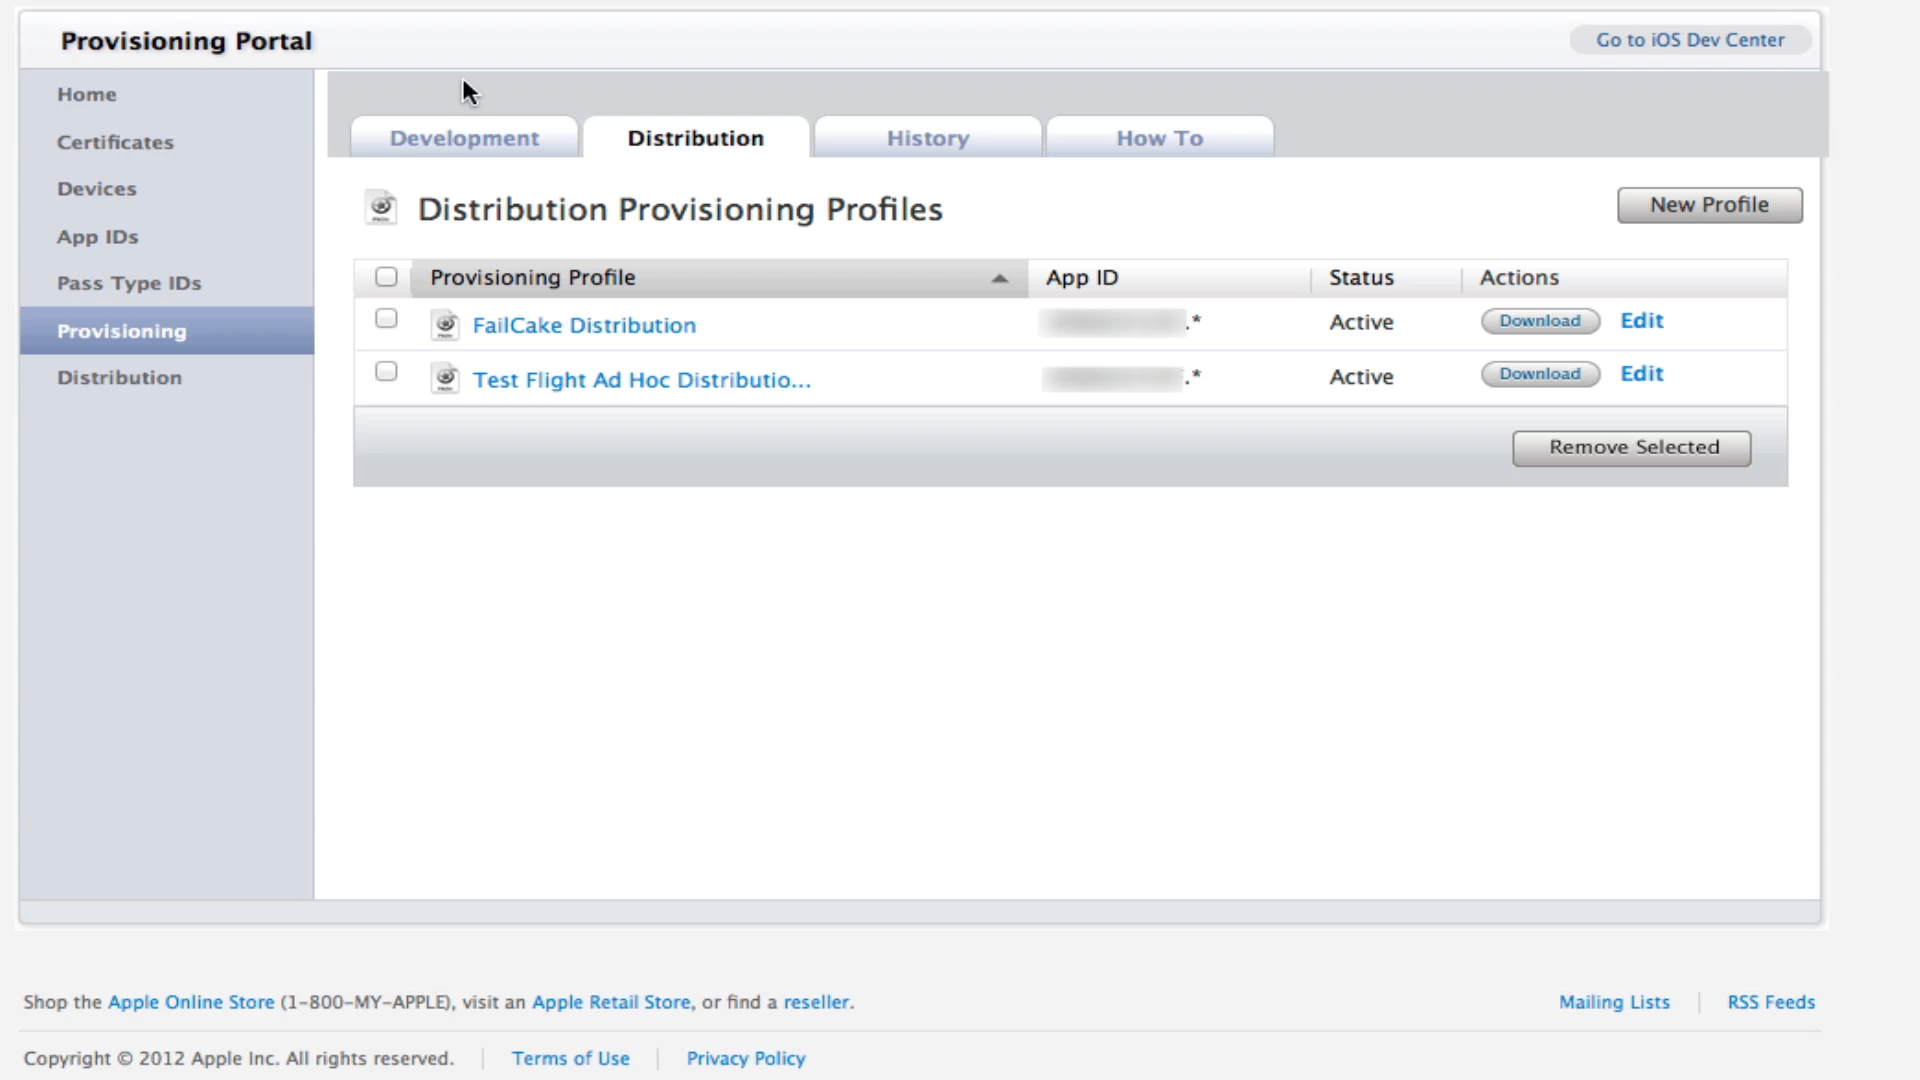 Provisioning Portal
Go to iOS Dev Center
Home
Certificates
Devices
App IDs
Pass Type IDs
Provisioning
Distribution
Development
Distribution
History
How To
Distribution Provisioning Profiles
New Profile
Provisioning Profile
App ID
Status
Actions
FailCake Distribution
.*
Active
Download
Edit
Test Flight Ad Hoc Distributio...
.*
Active
Download
Edit
Remove Selected
Shop the Apple Online Store (1-800-MY-APPLE), visit an Apple Retail Store, or find a reseller.
Mailing Lists
RSS Feeds
Copyright © 2012 Apple Inc. All rights reserved.
Terms of Use
Privacy Policy